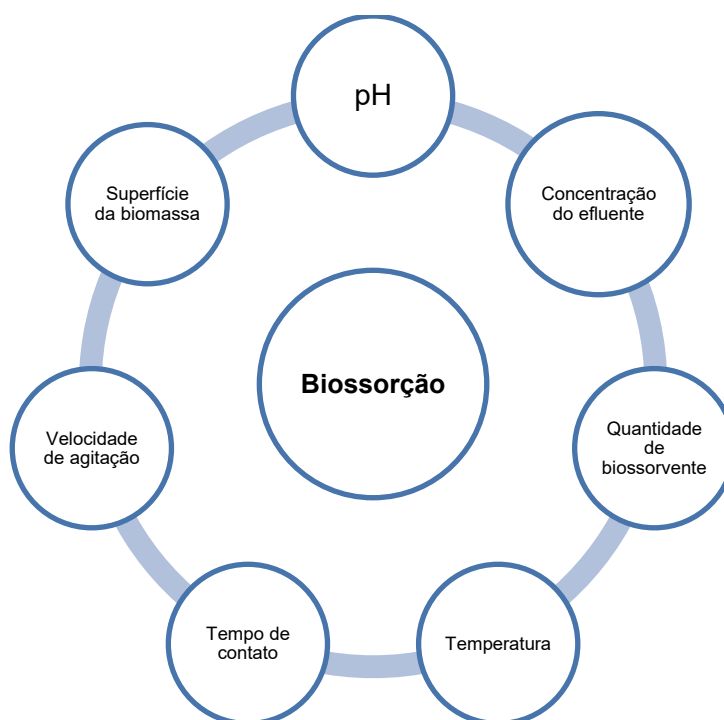 pH
Concentração
do efluente
Quantidade
de
biossorvente
Temperatura
Tempo de
contato
Velocidade
de agitação
Superfície
da biomassa
Biossorção